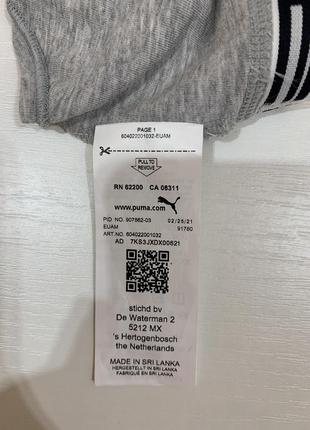 PAGE 1
604022001032-EUAM
PULL TO
REMOVE
RN 62200 CA 06311
www.puma.com
PID NO. 907862-03 02/25/21
EUAM 91780
ART.NO. 604022001032
AD 7KS3JXDX00621
stichd bv
De Waterman 2
5212 MX
's Hertogenbosch
the Netherlands
MADE IN SRI LANKA
HERGESTELLT IN SRI LANKA
FABRIQUÉ EN SRI LANKA